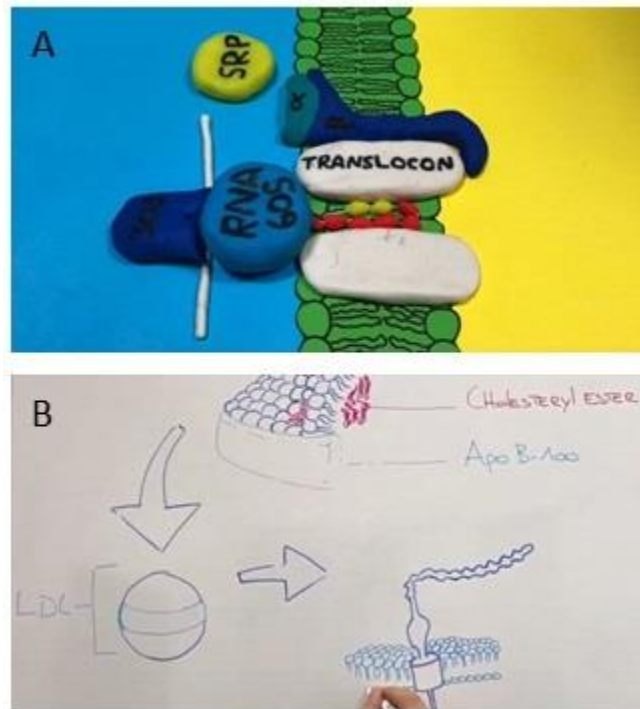 A
SRP
α
TRANSLOCON
RNA
60S
B
CHolesteryl ESTER
Apo B-100
LDL